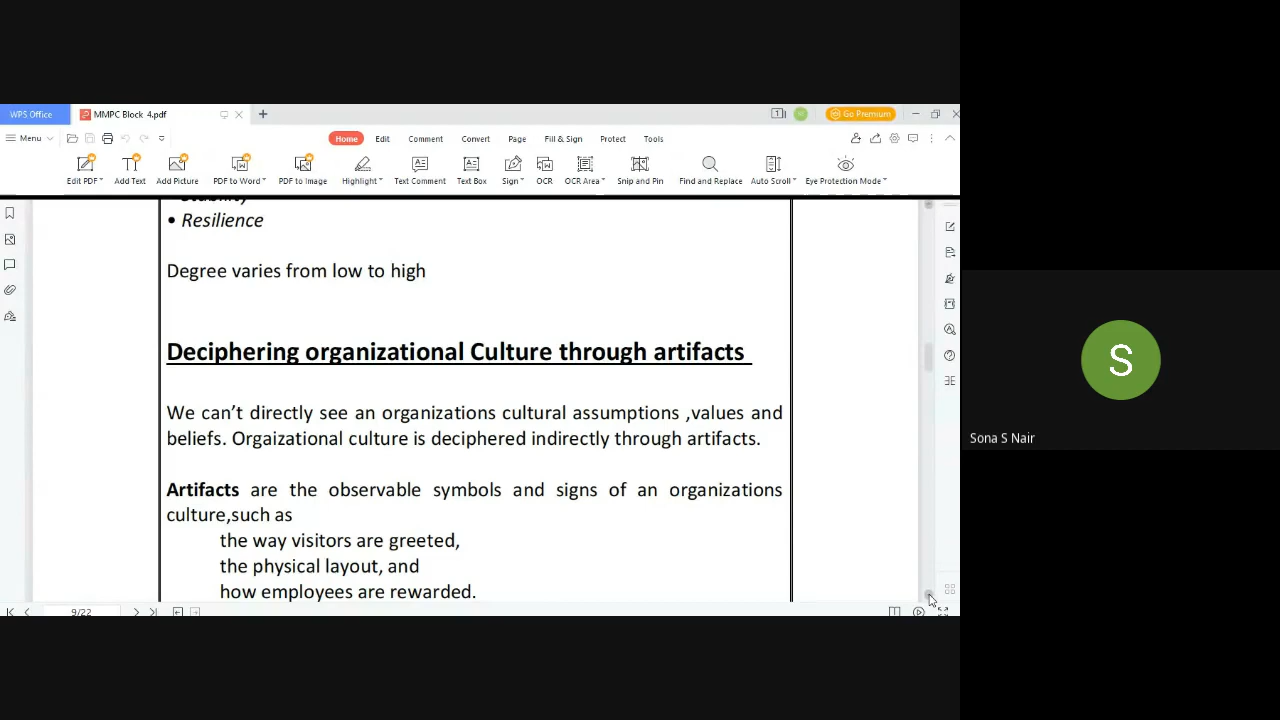 WPS Office
MMPC Block 4.pdf
Go Premium
Menu
Home Edit Comment Convert Page Fill & Sign Protect Tools
Edit PDF Add Text Add Picture PDF to Word PDF to Image Highlight Text Comment Text Box Sign OCR OCR Area Snip and Pin Find and Replace Auto Scroll Eye Protection Mode
• Resilience
Degree varies from low to high
Deciphering organizational Culture through artifacts
We can’t directly see an organizations cultural assumptions ,values and
beliefs. Orgaizational culture is deciphered indirectly through artifacts.
Artifacts are the observable symbols and signs of an organizations
culture,such as
the way visitors are greeted,
the physical layout, and
how employees are rewarded.
9/22
S
Sona S Nair